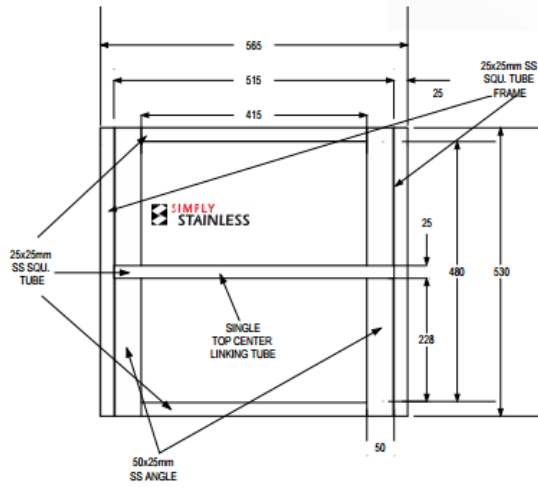 565
25x25mm SS
SQU. TUBE
FRAME
515
25
415
SIMPLY
STAINLESS
25
25x25mm
SS SQU.
TUBE
480
530
SINGLE
TOP CENTER
LINKING TUBE
228
50x25mm
SS ANGLE
50